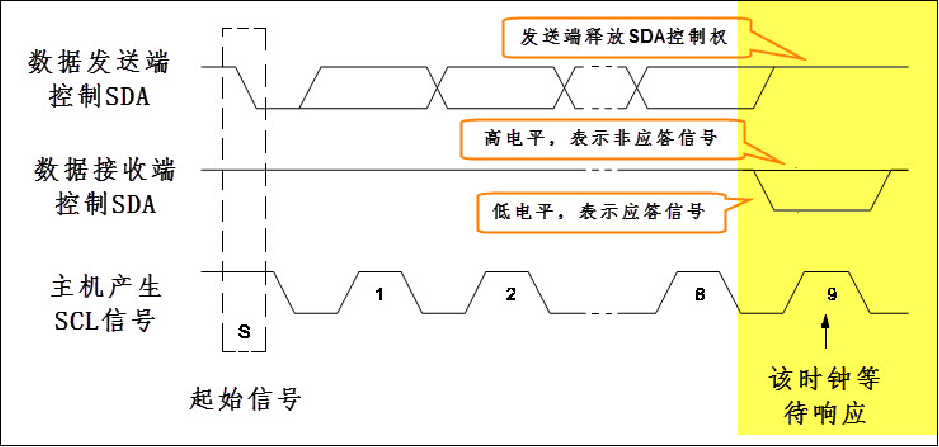 发送端释放SDA控制权
数据发送端
控制SDA
高电平，表示非应答信号
数据接收端
控制SDA
低电平，表示应答信号
主机产生
SCL信号
1
2
8
9
S
起始信号
该时钟等
待响应